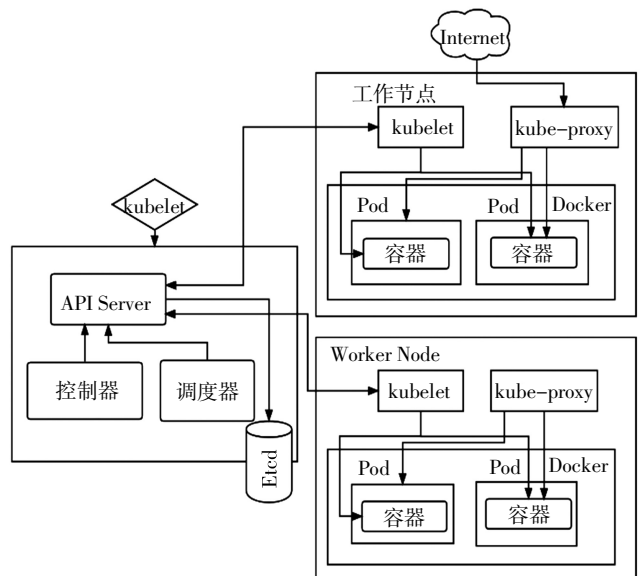 Internet
工作节点
kubelet
kube-proxy
Pod
Pod
Docker
容器
容器
kubelet
API Server
控制器
调度器
Etcd
Worker Node
kubelet
kube-proxy
Pod
Pod
Docker
容器
容器